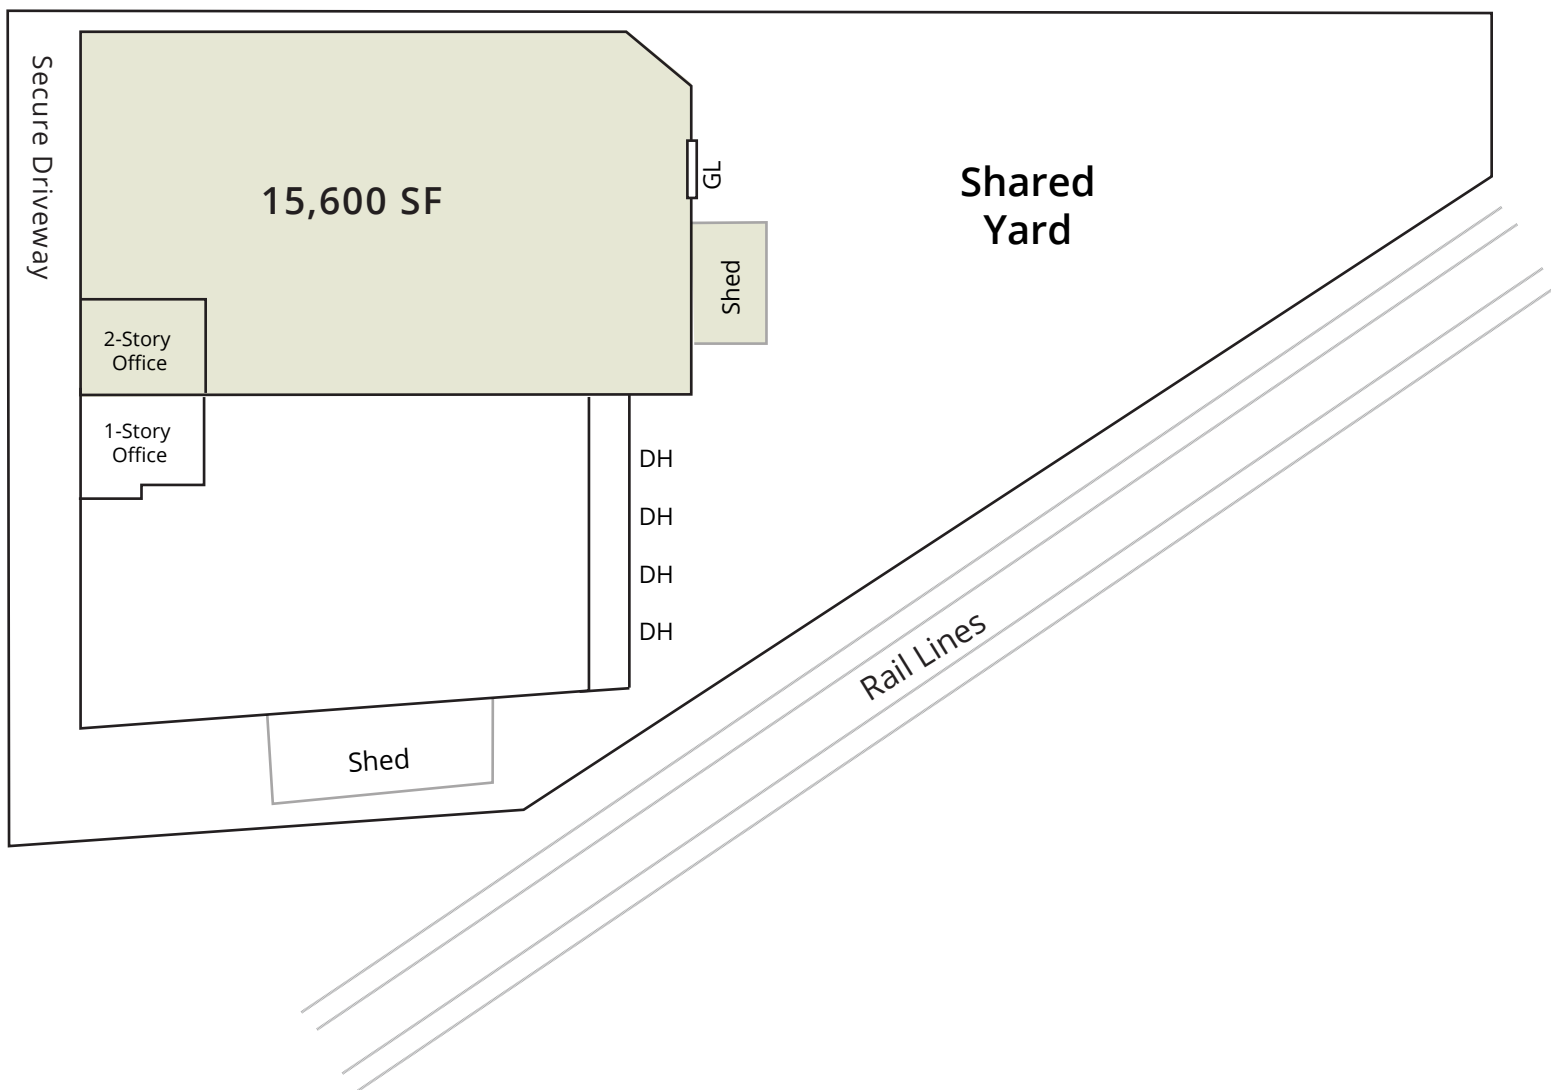 Secure Driveway
15,600 SF
GL
Shared
Yard
Shed
2-Story
Office
1-Story
Office
DH
DH
DH
DH
Rail Lines
Shed